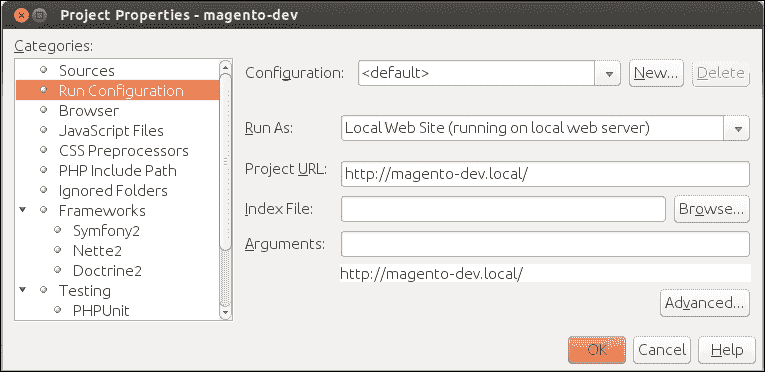 Project Properties - magento-dev
Categories:
Sources
Run Configuration
Browser
JavaScript Files
CSS Preprocessors
PHP Include Path
Ignored Folders
Frameworks
Symfony2
Nette2
Doctrine2
Testing
PHPUnit
Configuration: <default> New... Delete
Run As: Local Web Site (running on local web server)
Project URL: http://magento-dev.local/
Index File: Browse...
Arguments:
http://magento-dev.local/
Advanced...
OK Cancel Help